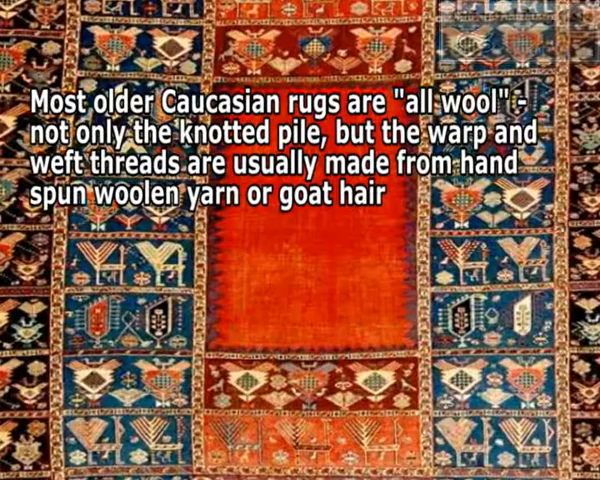 Most older Caucasian rugs are "all wool" -
not only the knotted pile, but the warp and
weft threads are usually made from hand
spun woolen yarn or goat hair